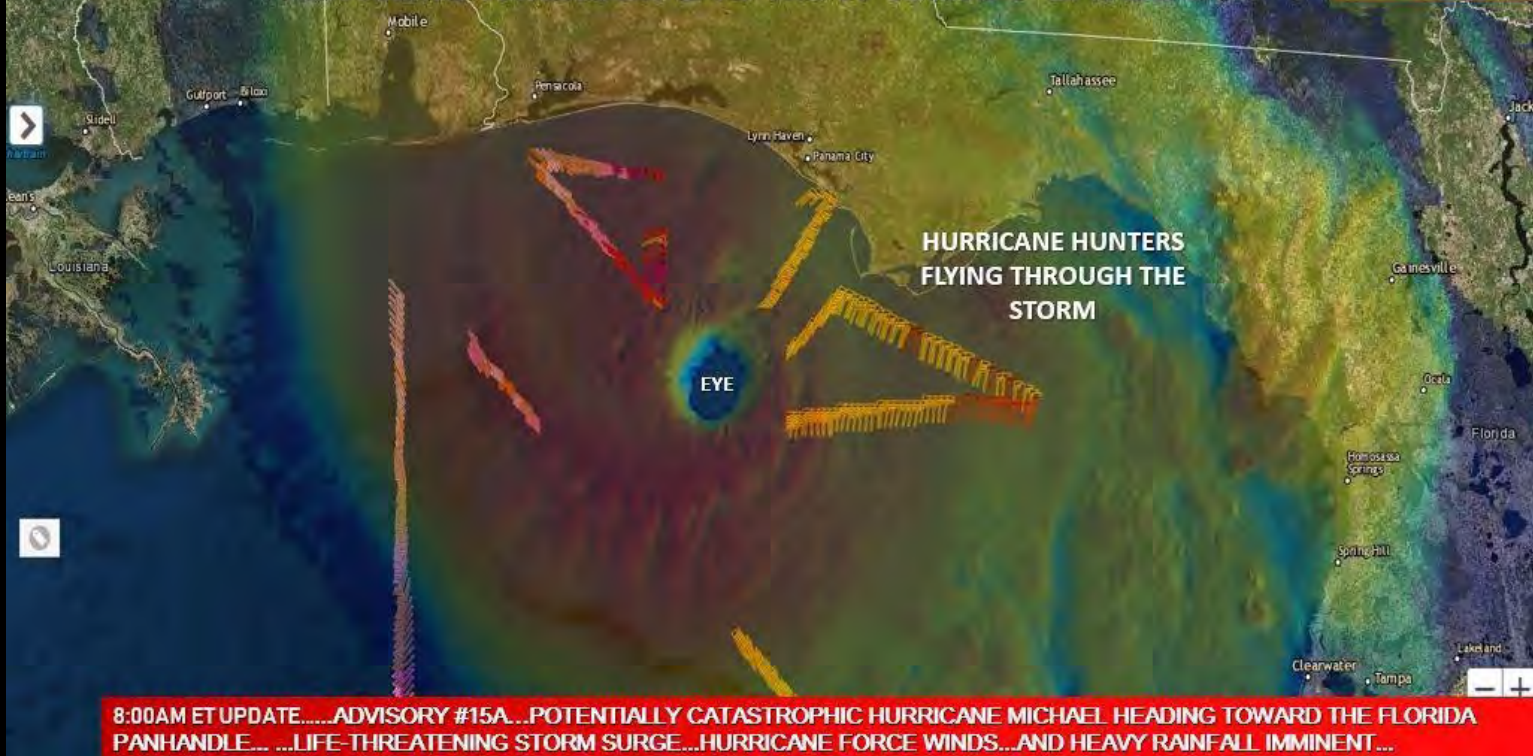 Mobile
Pensacola
Gulfport
Biloxi
Slidell
Tallahassee
Jack
Lynn Haven
Panama City
ean's
Louisiana
HURRICANE HUNTERS
FLYING THROUGH THE
STORM
Gainesville
EYE
Ocala
Florida
Homosassa
Springs
Spring Hill
Lakeland
Clearwater
Tampa
8:00AM ET UPDATE......ADVISORY #15A...POTENTIALLY CATASTROPHIC HURRICANE MICHAEL HEADING TOWARD THE FLORIDA
PANHANDLE... ...LIFE-THREATENING STORM SURGE...HURRICANE FORCE WINDS...AND HEAVY RAINFALL IMMINENT...